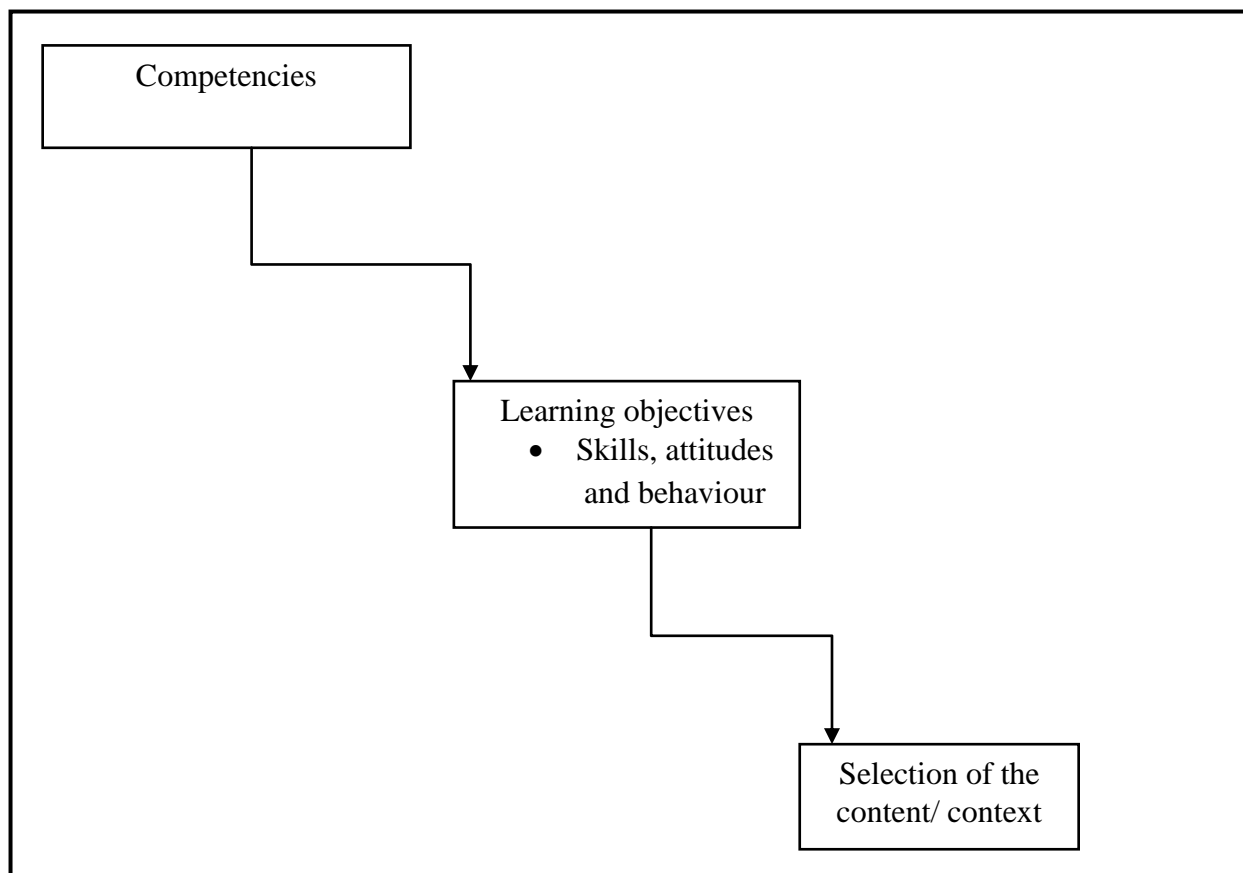 Competencies
Learning objectives
• Skills, attitudes
and behaviour
Selection of the
content/ context